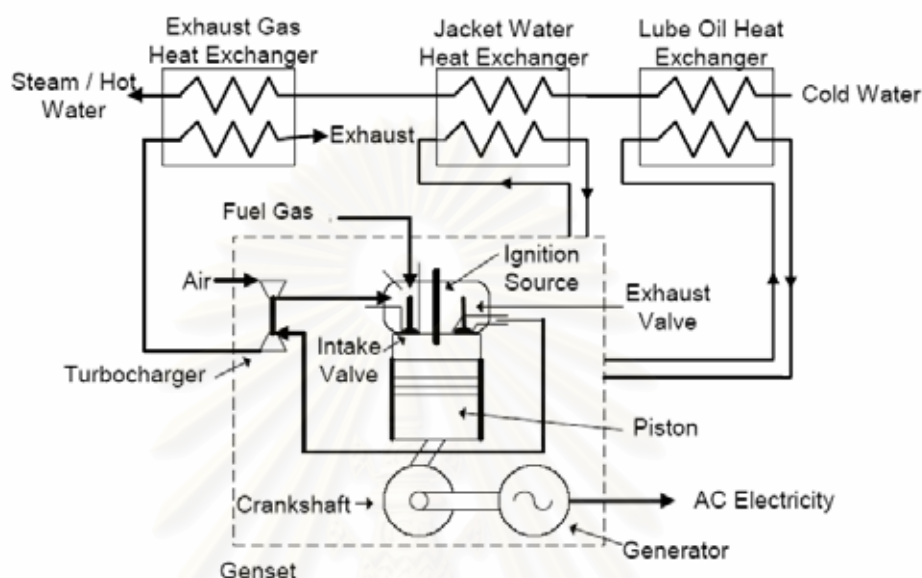 Exhaust Gas
Heat Exchanger
Jacket Water
Heat Exchanger
Lube Oil Heat
Exchanger
Steam / Hot
Water
Cold Water
Exhaust
Fuel Gas
Ignition
Source
Air
Exhaust
Valve
Intake
Valve
Turbocharger
Piston
Crankshaft
AC Electricity
Generator
Genset